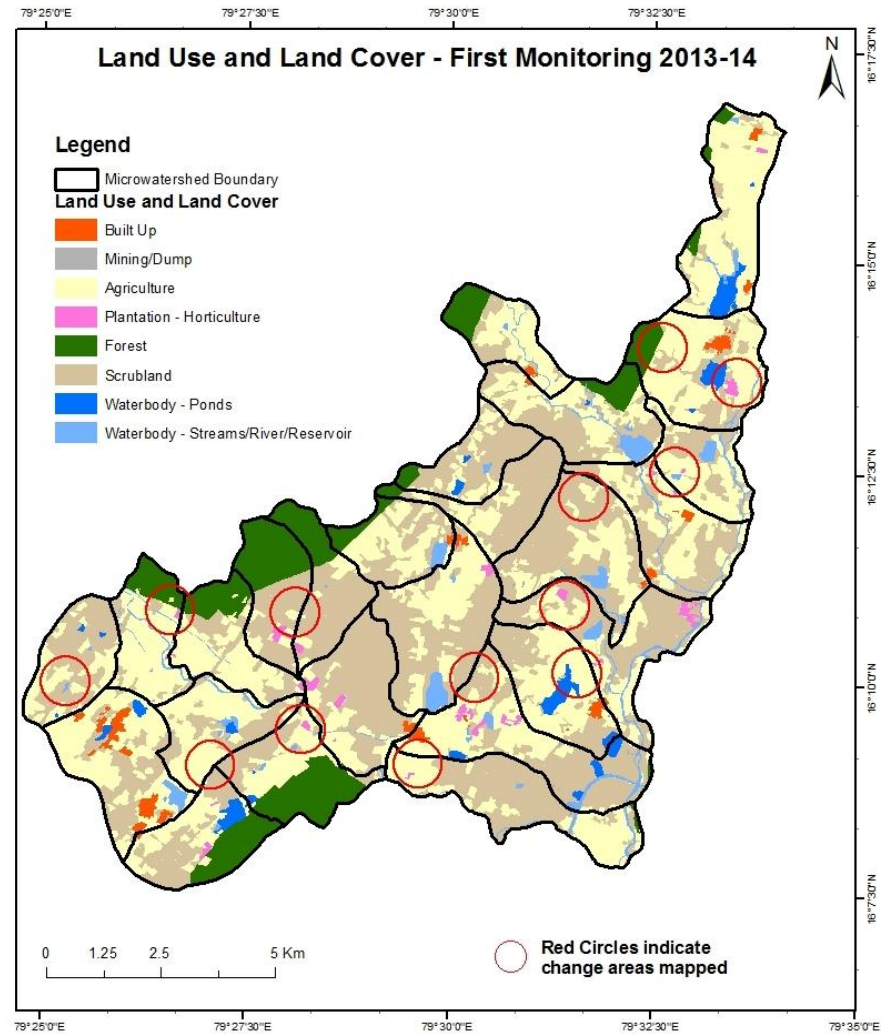 79°25'0"E 79°27'30"E 79°30'0"E 79°32'30"E
Land Use and Land Cover - First Monitoring 2013-14
N
16°17'30"N
Legend
Microwatershed Boundary
Land Use and Land Cover
Built Up
Mining/Dump
Agriculture
Plantation - Horticulture
Forest
Scrubland
Waterbody - Ponds
Waterbody - Streams/River/Reservoir
16°15'0"N
16°12'30"N
16°10'0"N
16°7'30"N
0 1.25 2.5 5 Km
Red Circles indicate
change areas mapped
79°25'0"E 79°27'30"E 79°30'0"E 79°32'30"E 79°35'0"E